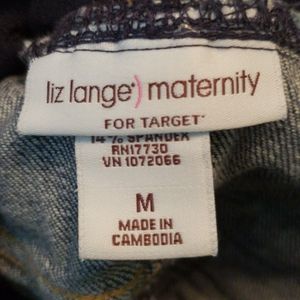 liz lange) maternity
FOR TARGET
14% SPANDEX
RN17730
VN 1072066
M
MADE IN
CAMBODIA